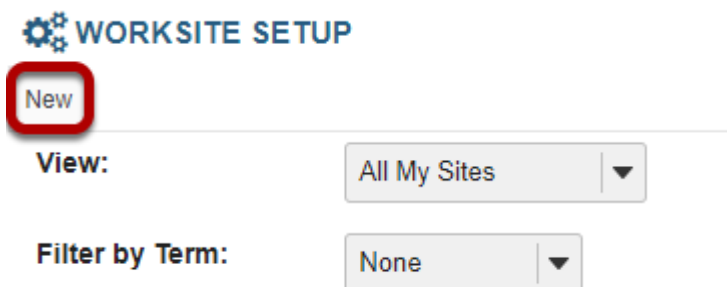 WORKSITE SETUP
New
View: All My Sites
Filter by Term: None